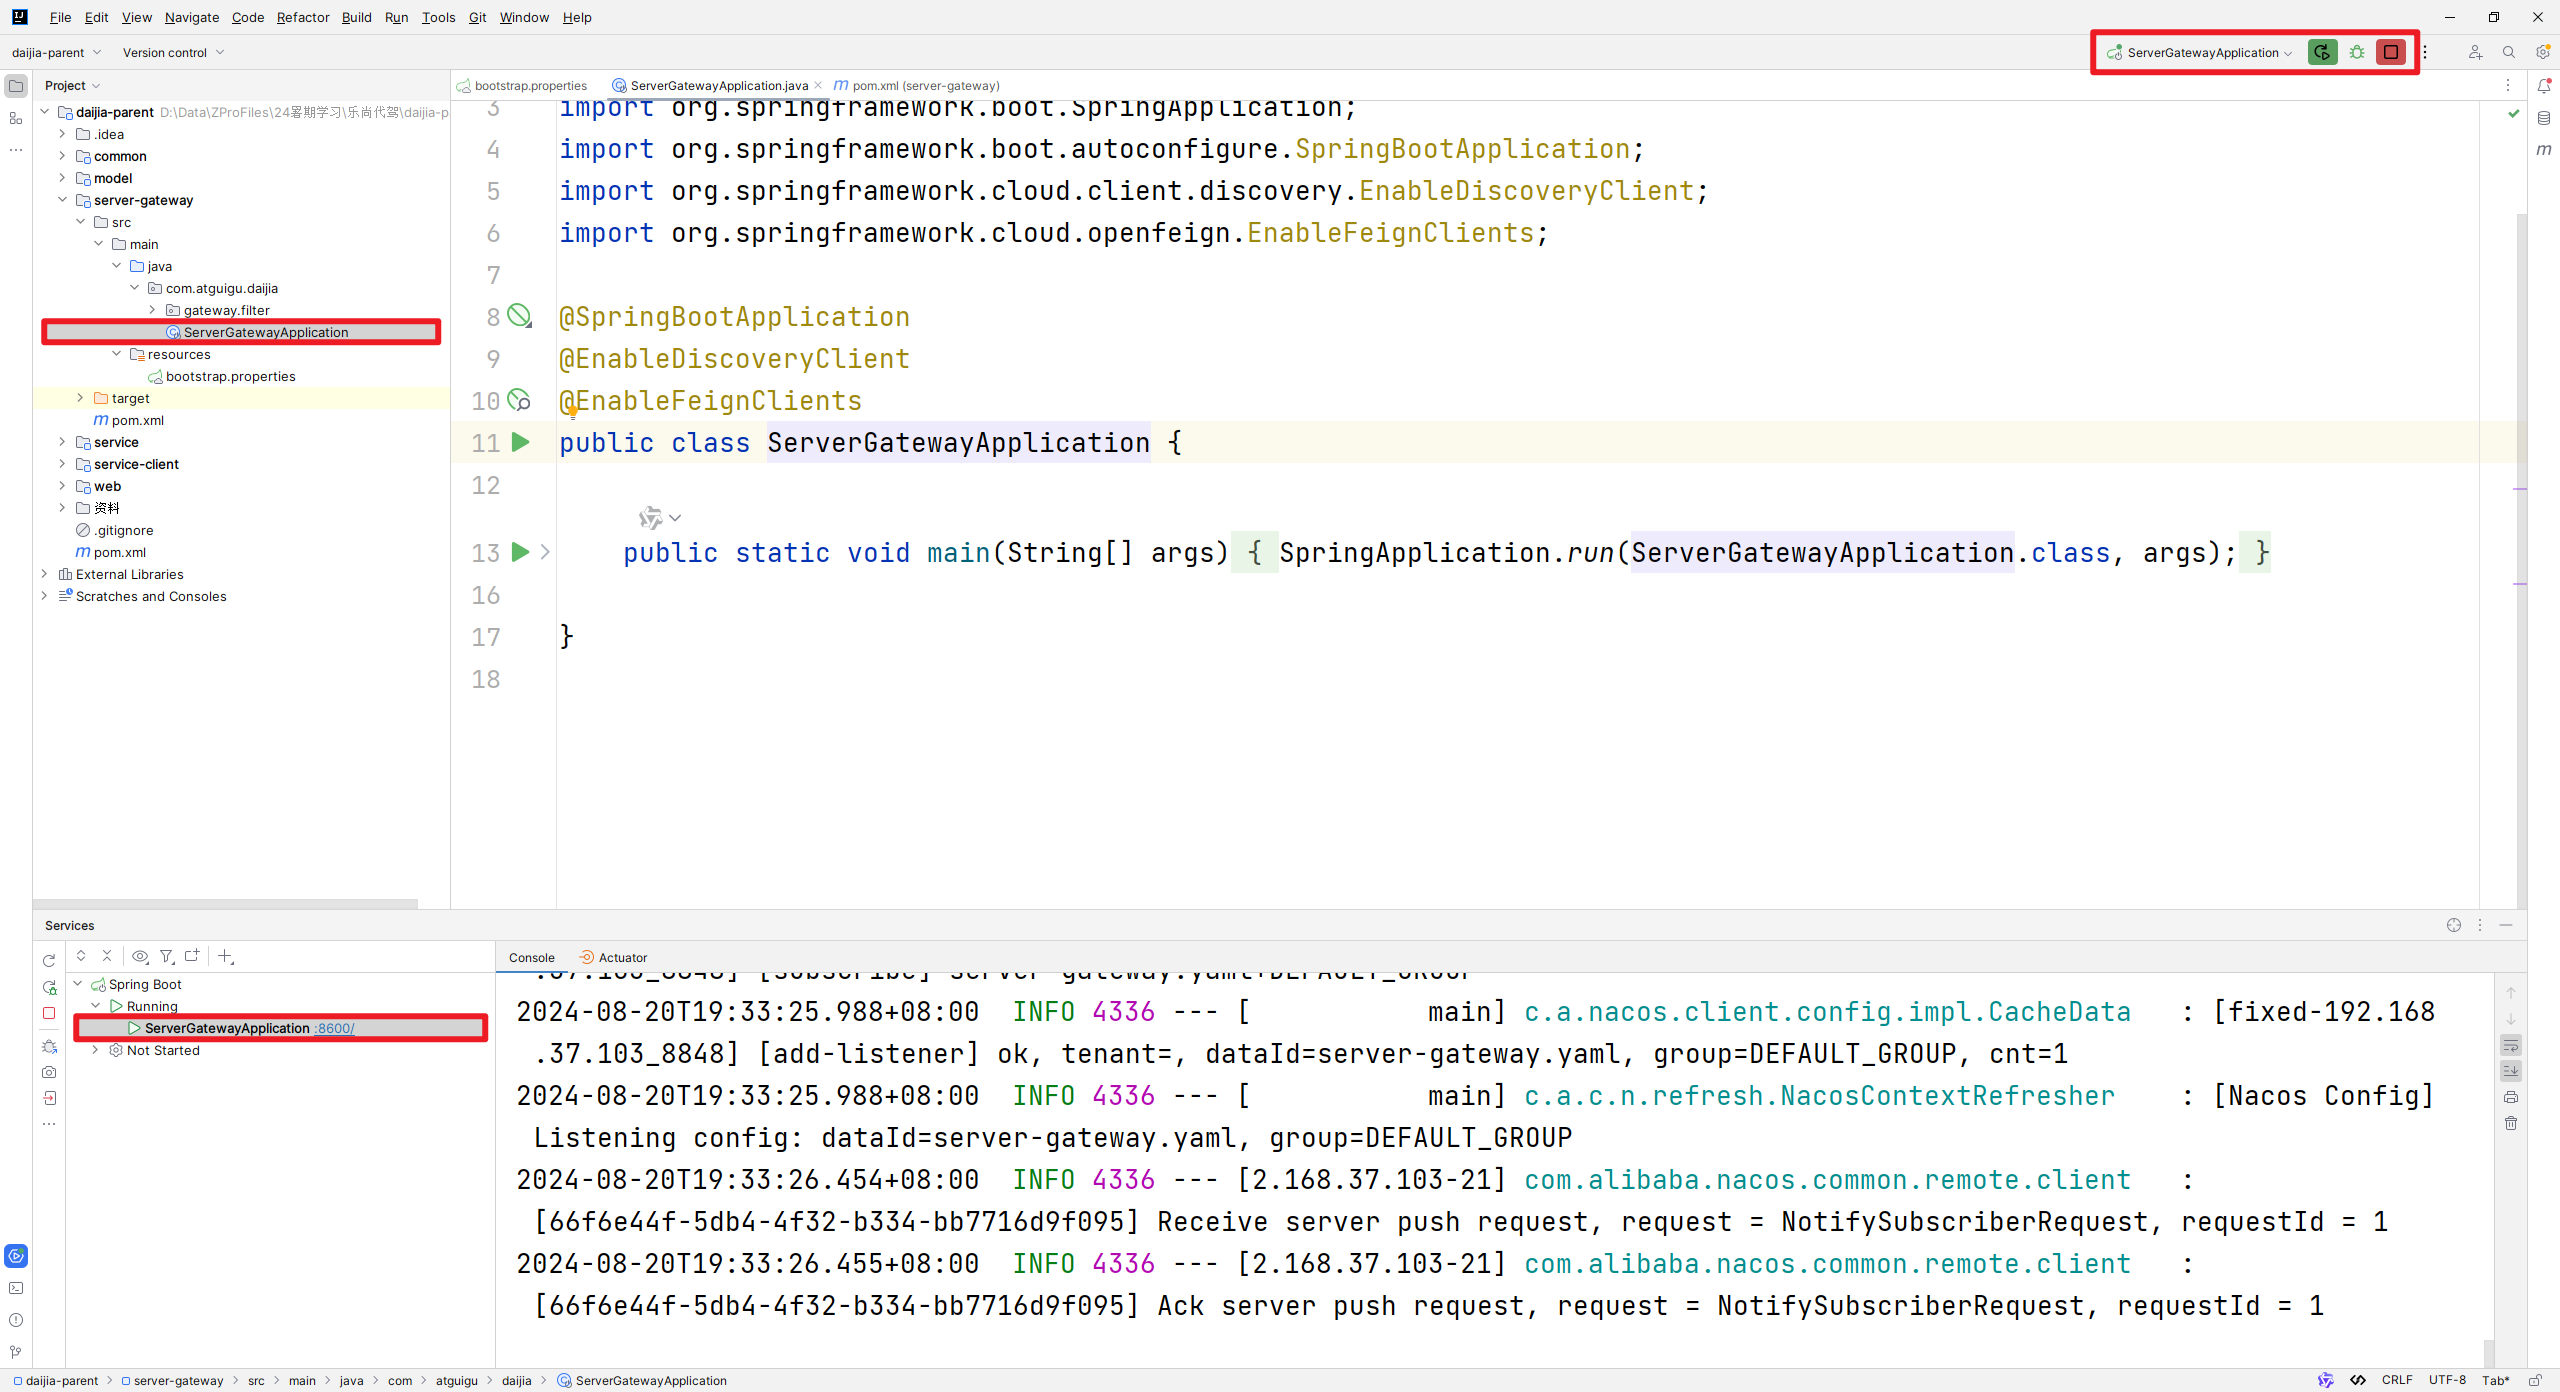 File Edit View Navigate Code Refactor Build Run Tools Git Window Help
daijia-parent Version control ServerGatewayApplication
Project
bootstrap.properties ServerGatewayApplication.java pom.xml (server-gateway)
daijia-parent D:\Data\ZProFiles\24暑期学习\乐尚代驾\daijia-p
.idea
common
model
server-gateway
src
main
java
com.atguigu.daijia
gateway.filter
ServerGatewayApplication
resources
bootstrap.properties
target
pom.xml
service
service-client
web
资料
.gitignore
pom.xml
External Libraries
Scratches and Consoles
3 import org.springframework.boot.SpringApplication;
4 import org.springframework.boot.autoconfigure.SpringBootApplication;
5 import org.springframework.cloud.client.discovery.EnableDiscoveryClient;
6 import org.springframework.cloud.openfeign.EnableFeignClients;
7
8 @SpringBootApplication
9 @EnableDiscoveryClient
10 @EnableFeignClients
11 public class ServerGatewayApplication {
12
13 public static void main(String[] args) { SpringApplication.run(ServerGatewayApplication.class, args); }
16
17 }
18
Services
Console Actuator
Spring Boot
Running
ServerGatewayApplication :8600/
Not Started
.37.103_8848] [subscribe] server-gateway.yaml+DEFAULT_GROUP
2024-08-20T19:33:25.988+08:00 INFO 4336 --- [ main] c.a.nacos.client.config.impl.CacheData : [fixed-192.168
.37.103_8848] [add-listener] ok, tenant=, dataId=server-gateway.yaml, group=DEFAULT_GROUP, cnt=1
2024-08-20T19:33:25.988+08:00 INFO 4336 --- [ main] c.a.c.n.refresh.NacosContextRefresher : [Nacos Config]
Listening config: dataId=server-gateway.yaml, group=DEFAULT_GROUP
2024-08-20T19:33:26.454+08:00 INFO 4336 --- [2.168.37.103-21] com.alibaba.nacos.common.remote.client :
[66f6e44f-5db4-4f32-b334-bb7716d9f095] Receive server push request, request = NotifySubscriberRequest, requestId = 1
2024-08-20T19:33:26.455+08:00 INFO 4336 --- [2.168.37.103-21] com.alibaba.nacos.common.remote.client :
[66f6e44f-5db4-4f32-b334-bb7716d9f095] Ack server push request, request = NotifySubscriberRequest, requestId = 1
daijia-parent server-gateway src main java com atguigu daijia ServerGatewayApplication CRLF UTF-8 Tab*